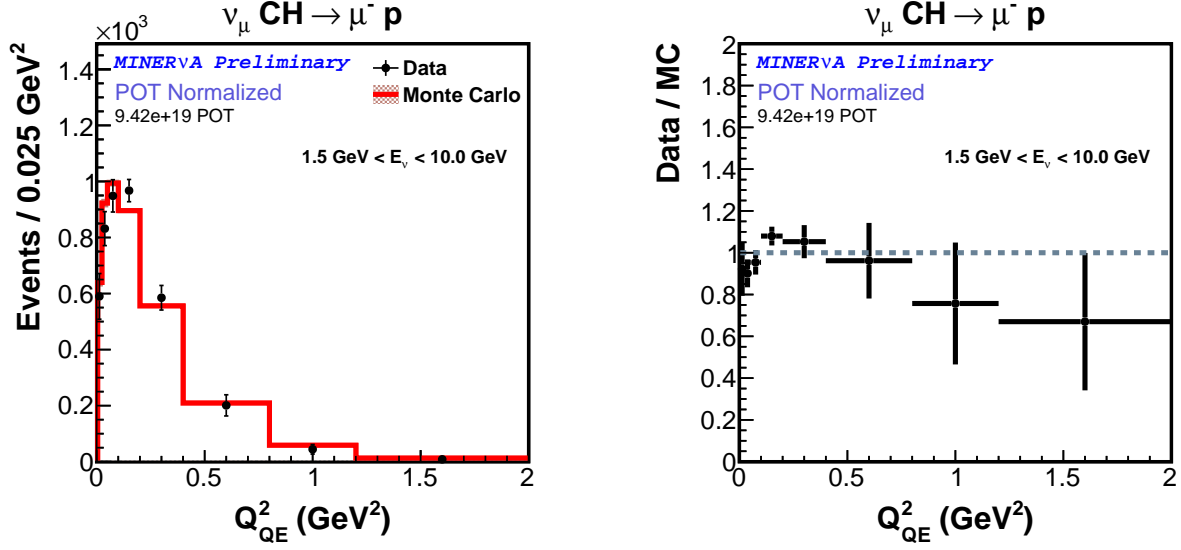 ν_μ CH → μ⁻ p
×10³
MINERνA Preliminary
POT Normalized
9.42e+19 POT
Data
Monte Carlo
1.5 GeV < E_ν < 10.0 GeV
Events / 0.025 GeV²
1.4
1.2
1
0.8
0.6
0.4
0.2
0
0 0.5 1 1.5 2
Q²_QE (GeV²)
ν_μ CH → μ⁻ p
MINERνA Preliminary
POT Normalized
9.42e+19 POT
1.5 GeV < E_ν < 10.0 GeV
Data / MC
2
1.8
1.6
1.4
1.2
1
0.8
0.6
0.4
0.2
0
0 0.5 1 1.5 2
Q²_QE (GeV²)